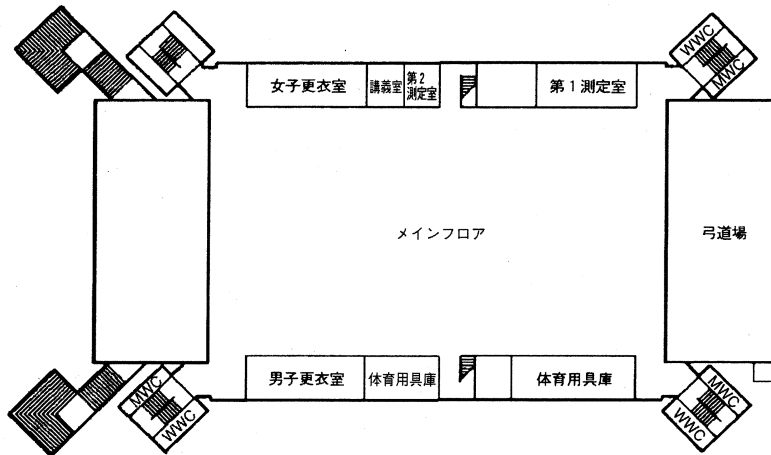 WWC
MWC
女子更衣室
講義室
第2
測定室
第1測定室
メインフロア
弓道場
男子更衣室
体育用具庫
体育用具庫
MWC
WWC
MWC
WWC